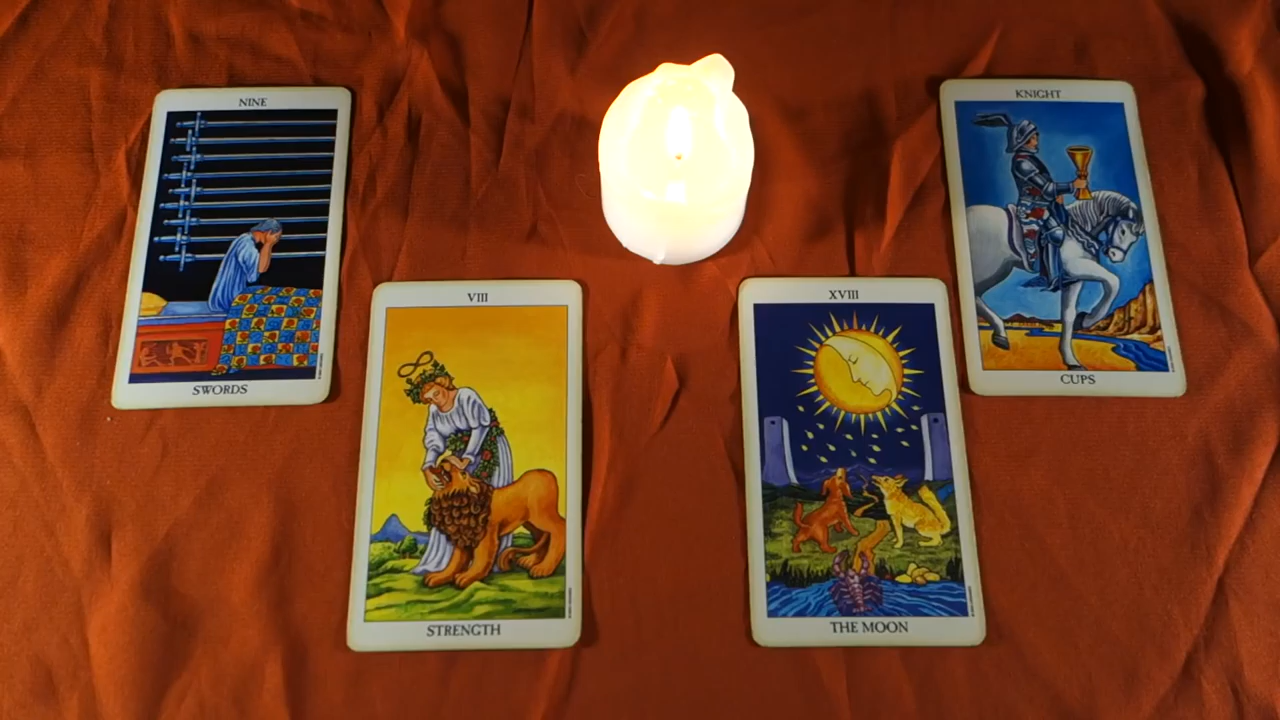 NINE
SWORDS
VIII
STRENGTH
XVIII
THE MOON
KNIGHT
CUPS